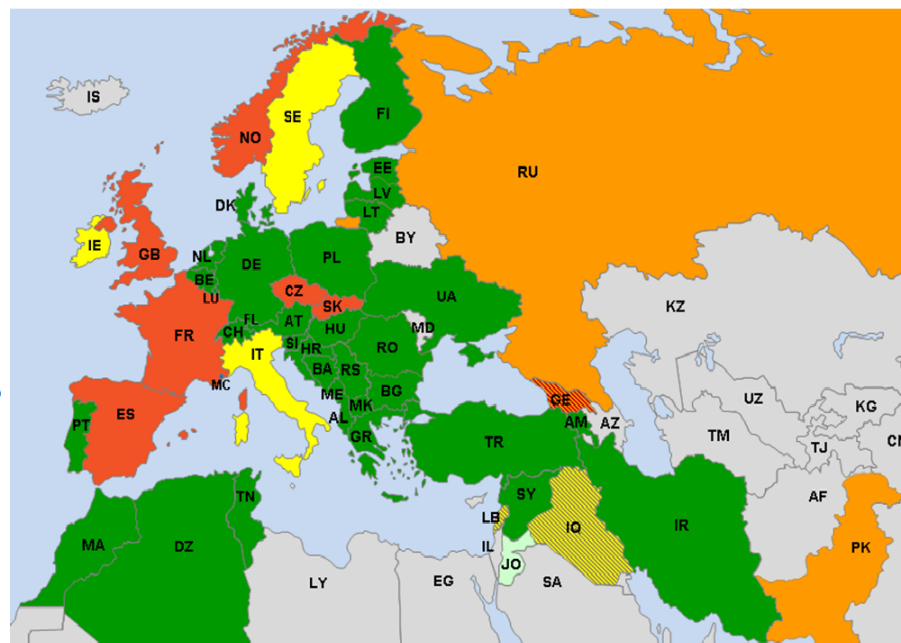 IS
NO
SE
FI
RU
EE
LV
LT
DK
BY
IE
GB
NL
DE
PL
BE
LU
CZ
SK
UA
KZ
FR
FL
CH
AT
HU
MD
SI
HR
RO
IT
BA
RS
MC
ME
MK
BG
GE
AL
AM
AZ
UZ
KG
PT
ES
GR
TR
TM
TJ
CN
TN
SY
AF
MA
DZ
LB
IQ
IR
IL
JO
PK
LY
EG
SA